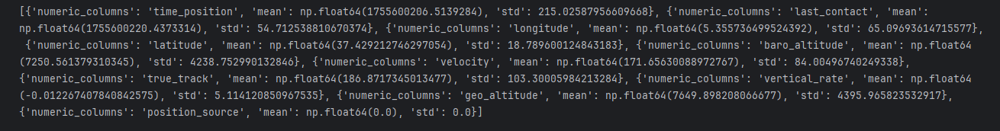 [{'numeric_columns': 'time_position', 'mean': np.float64(1755600206.5139284), 'std': 215.02587956609668}, {'numeric_columns': 'last_contact', 'mean':
np.float64(1755600220.4373314), 'std': 54.712538810670374}, {'numeric_columns': 'longitude', 'mean': np.float64(5.355736499524392), 'std': 65.09693614715577},
{'numeric_columns': 'latitude', 'mean': np.float64(37.429212746297054), 'std': 18.789600124843183}, {'numeric_columns': 'baro_altitude', 'mean': np.float64
(7250.561379310345), 'std': 4238.752990132846}, {'numeric_columns': 'velocity', 'mean': np.float64(171.65630088972767), 'std': 84.00496740249338},
{'numeric_columns': 'true_track', 'mean': np.float64(186.8717345013477), 'std': 103.30005984213284}, {'numeric_columns': 'vertical_rate', 'mean': np.float64
(-0.012267407840842575), 'std': 5.114120850967535}, {'numeric_columns': 'geo_altitude', 'mean': np.float64(7649.898208066677), 'std': 4395.965823532917},
{'numeric_columns': 'position_source', 'mean': np.float64(0.0), 'std': 0.0}]